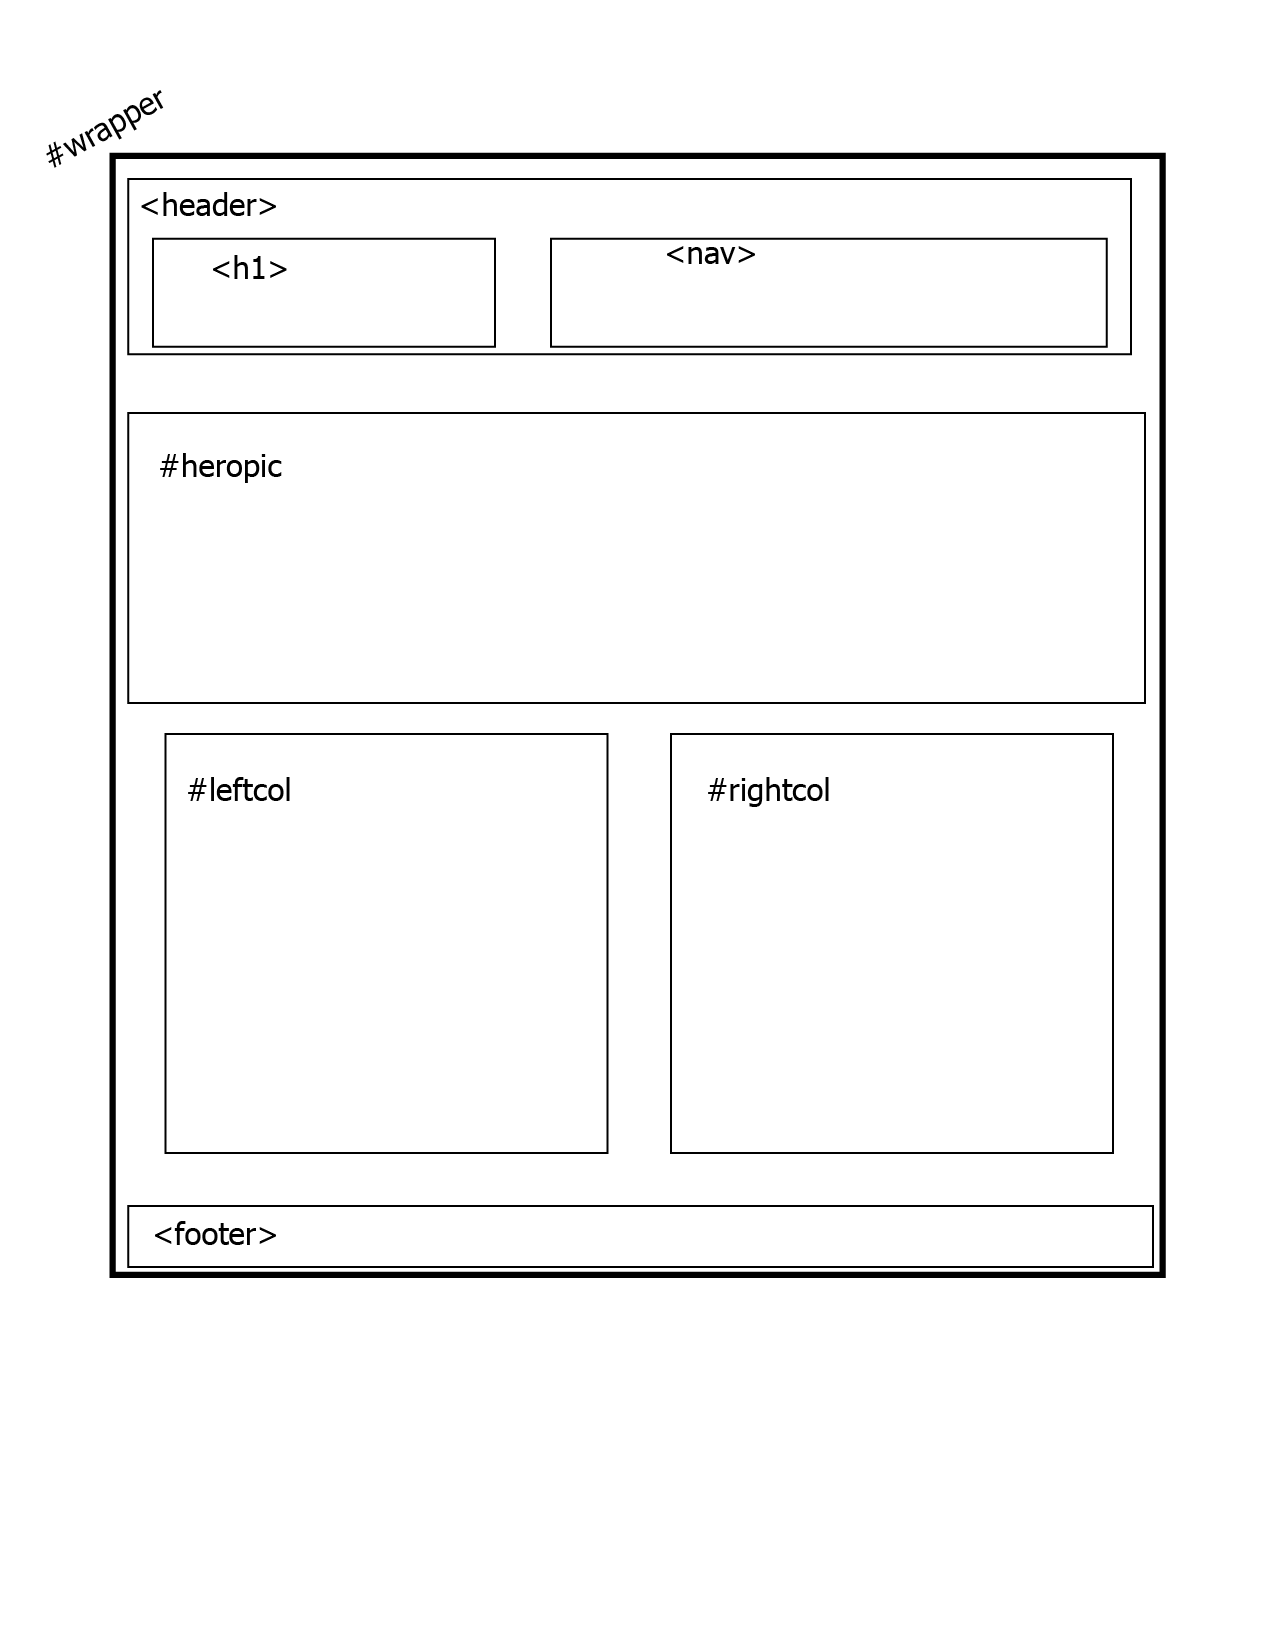 #wrapper
<header>
<h1>
<nav>
#heropic
#leftcol
#rightcol
<footer>